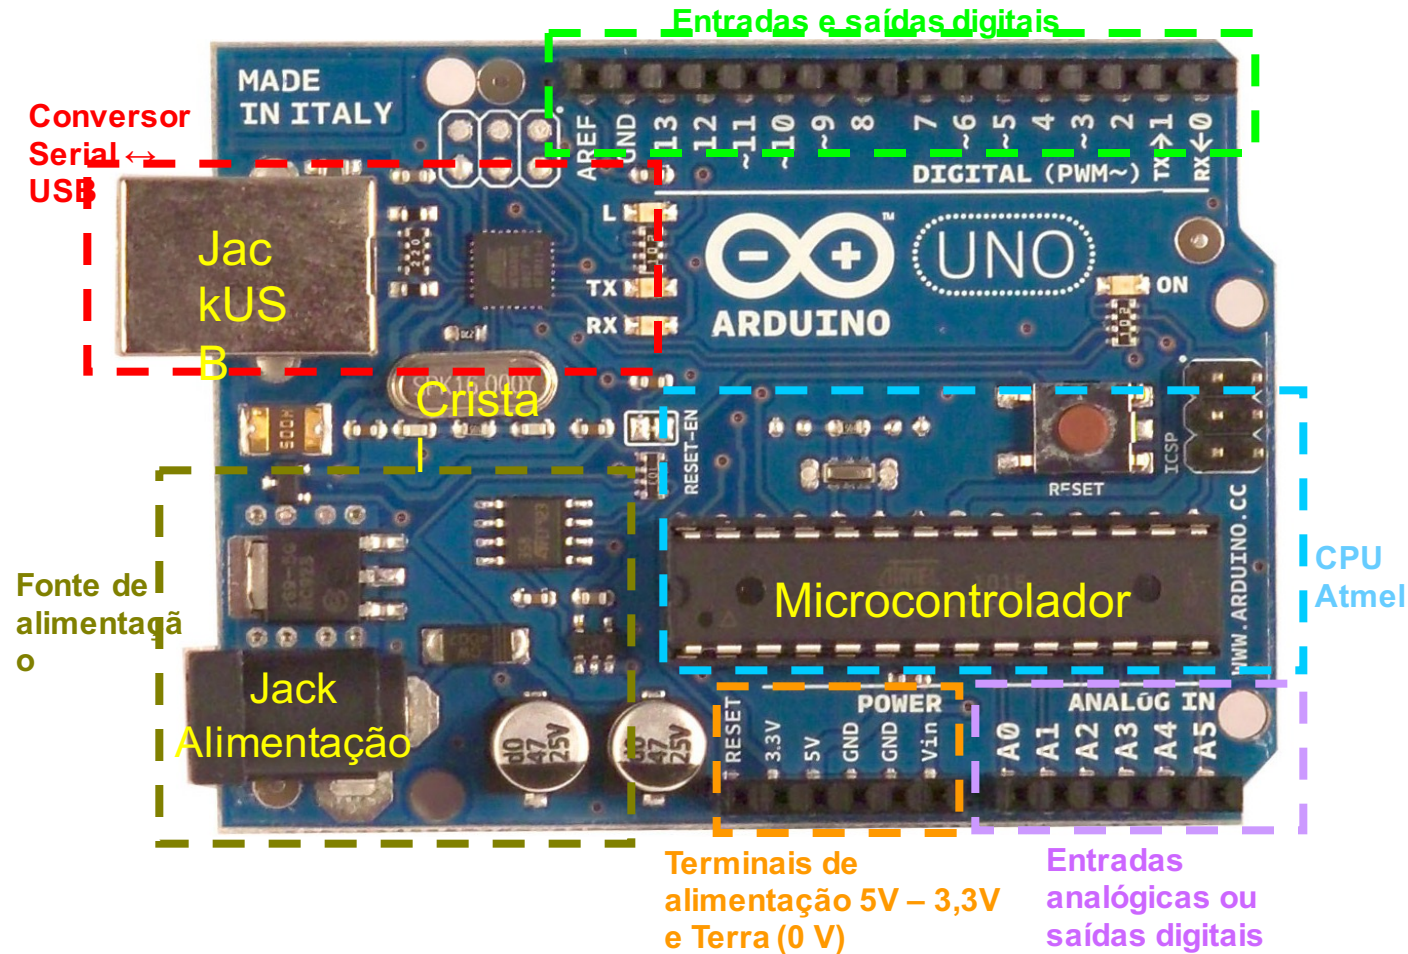 Entradas e saídas digitais
MADE
IN ITALY
Conversor
Serial ↔
USB
AREF
GND
13
12
~11
~10
~9
8
7
~6
~5
4
~3
2
TX→1
RX←0
DIGITAL (PWM~)
L
TX
RX
ARDUINO
™
UNO
ON
Jac
kUS
B
Crista
l
RESET-EN
RESET
ICSP
WWW.ARDUINO.CC
CPU
Atmel
Microcontrolador
Fonte de
alimentaçã
o
Jack
Alimentação
47
25V
47
25V
POWER
RESET
3.3V
5V
GND
GND
Vin
ANALOG IN
A0
A1
A2
A3
A4
A5
Terminais de
alimentação 5V – 3,3V
e Terra (0 V)
Entradas
analógicas ou
saídas digitais